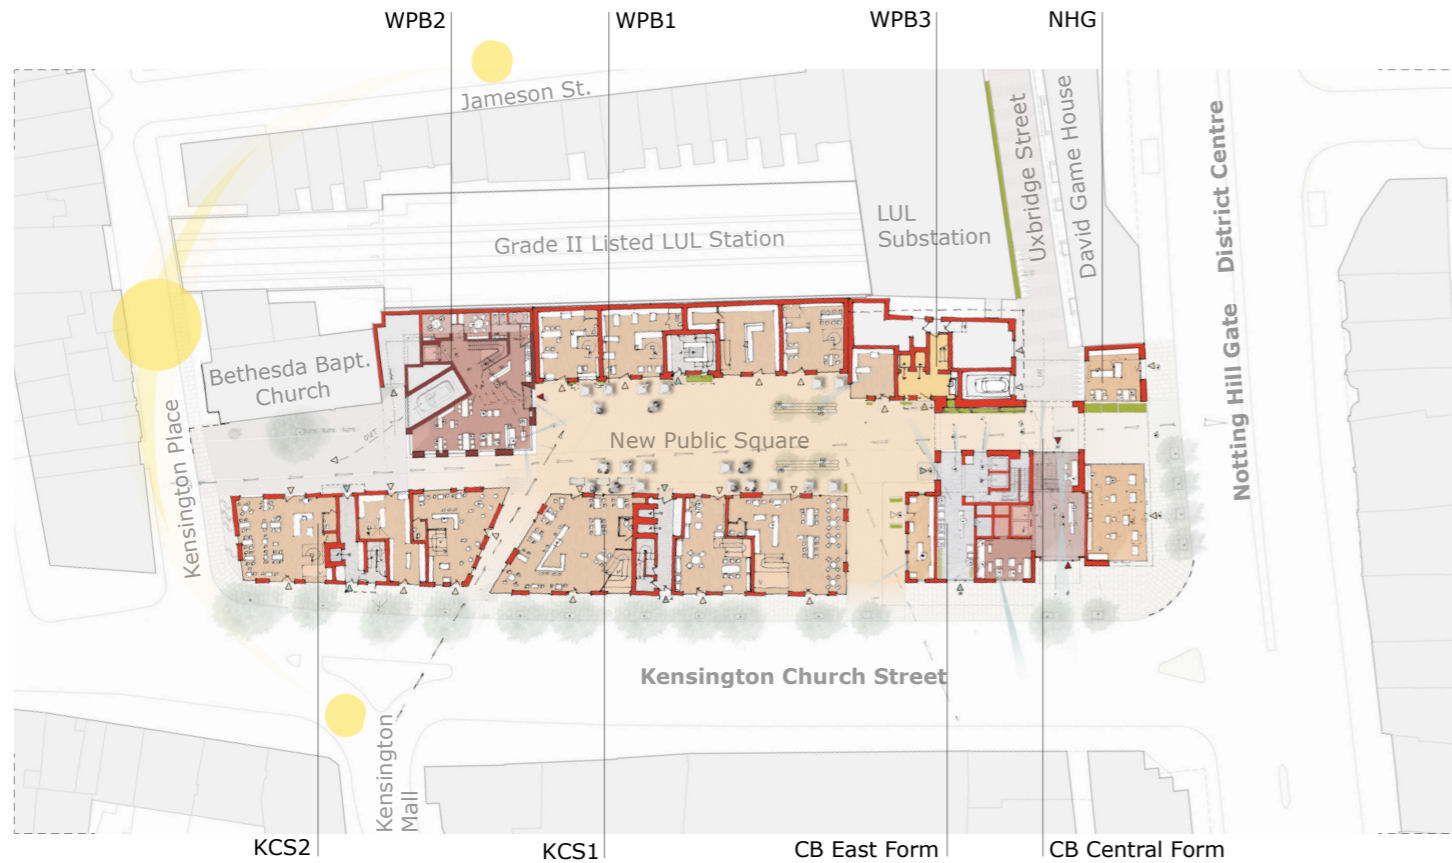 WPB2
WPB1
WPB3
NHG
Jameson St.
Uxbridge Street
David Game House
Notting Hill Gate District Centre
LUL
Substation
Grade II Listed LUL Station
Bethesda Bapt.
Church
OUT
New Public Square
Kensington Place
Kensington Church Street
Kensington
Mall
KCS2
KCS1
CB East Form
CB Central Form